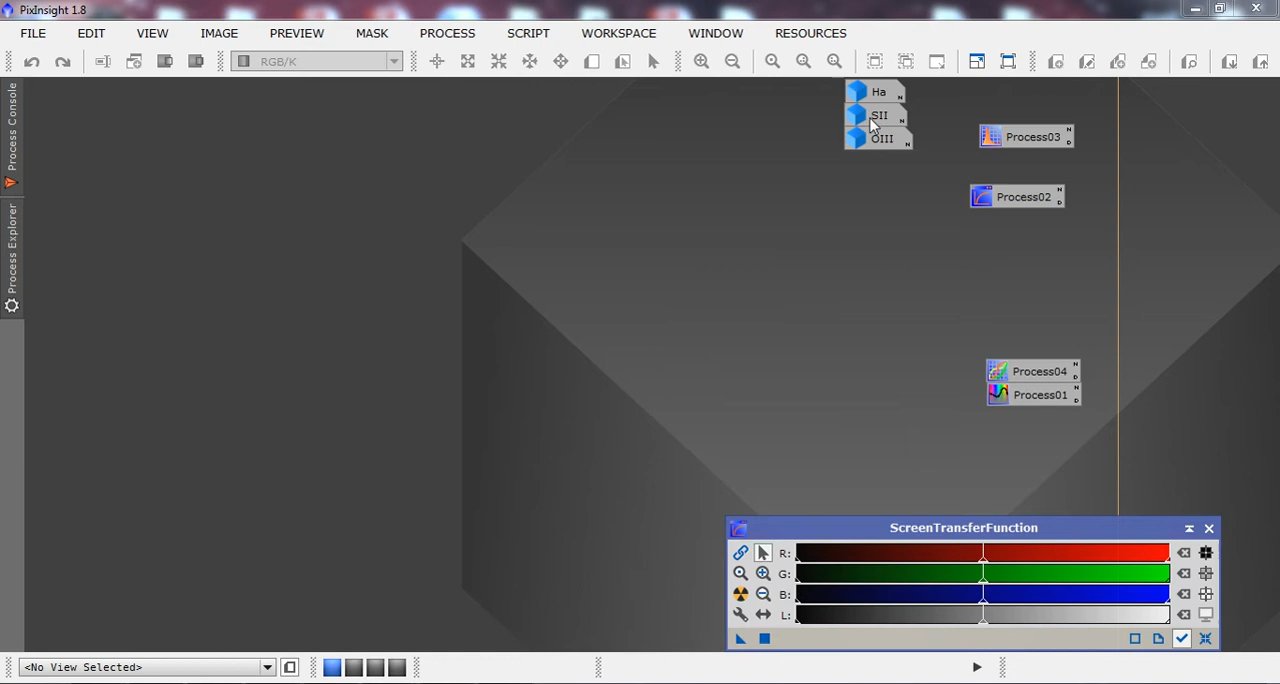 PixInsight 1.8
FILE EDIT VIEW IMAGE PREVIEW MASK PROCESS SCRIPT WORKSPACE WINDOW RESOURCES
RGB/K
Process Console
Process Explorer
Ha N
SII N
OIII N
Process03 N D
Process02 N D
Process04 N D
Process01 N D
ScreenTransferFunction
R:
G:
B:
L:
<No View Selected>